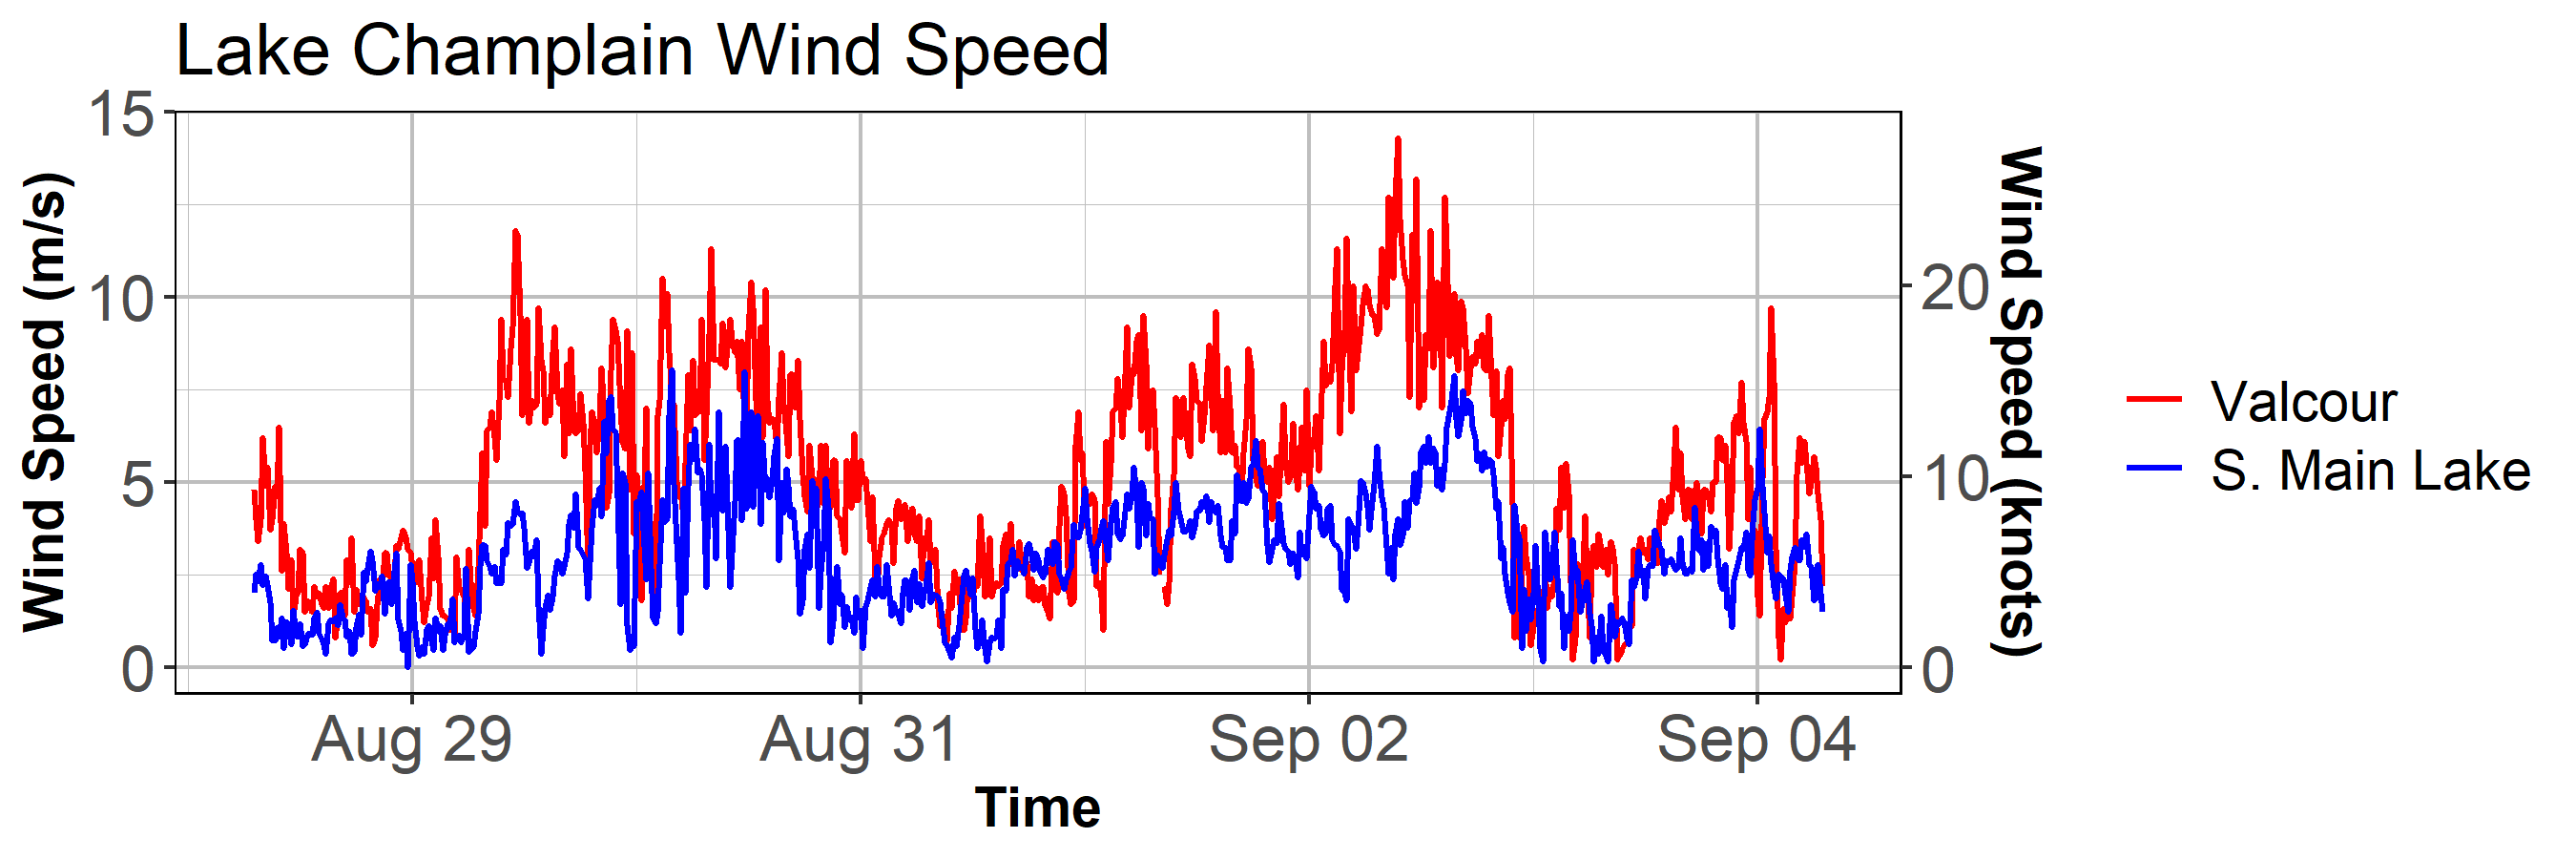 Lake Champlain Wind Speed
15
10
5
0
Wind Speed (m/s)
20
10
0
Wind Speed (knots)
Aug 29
Aug 31
Sep 02
Sep 04
Time
Valcour
S. Main Lake